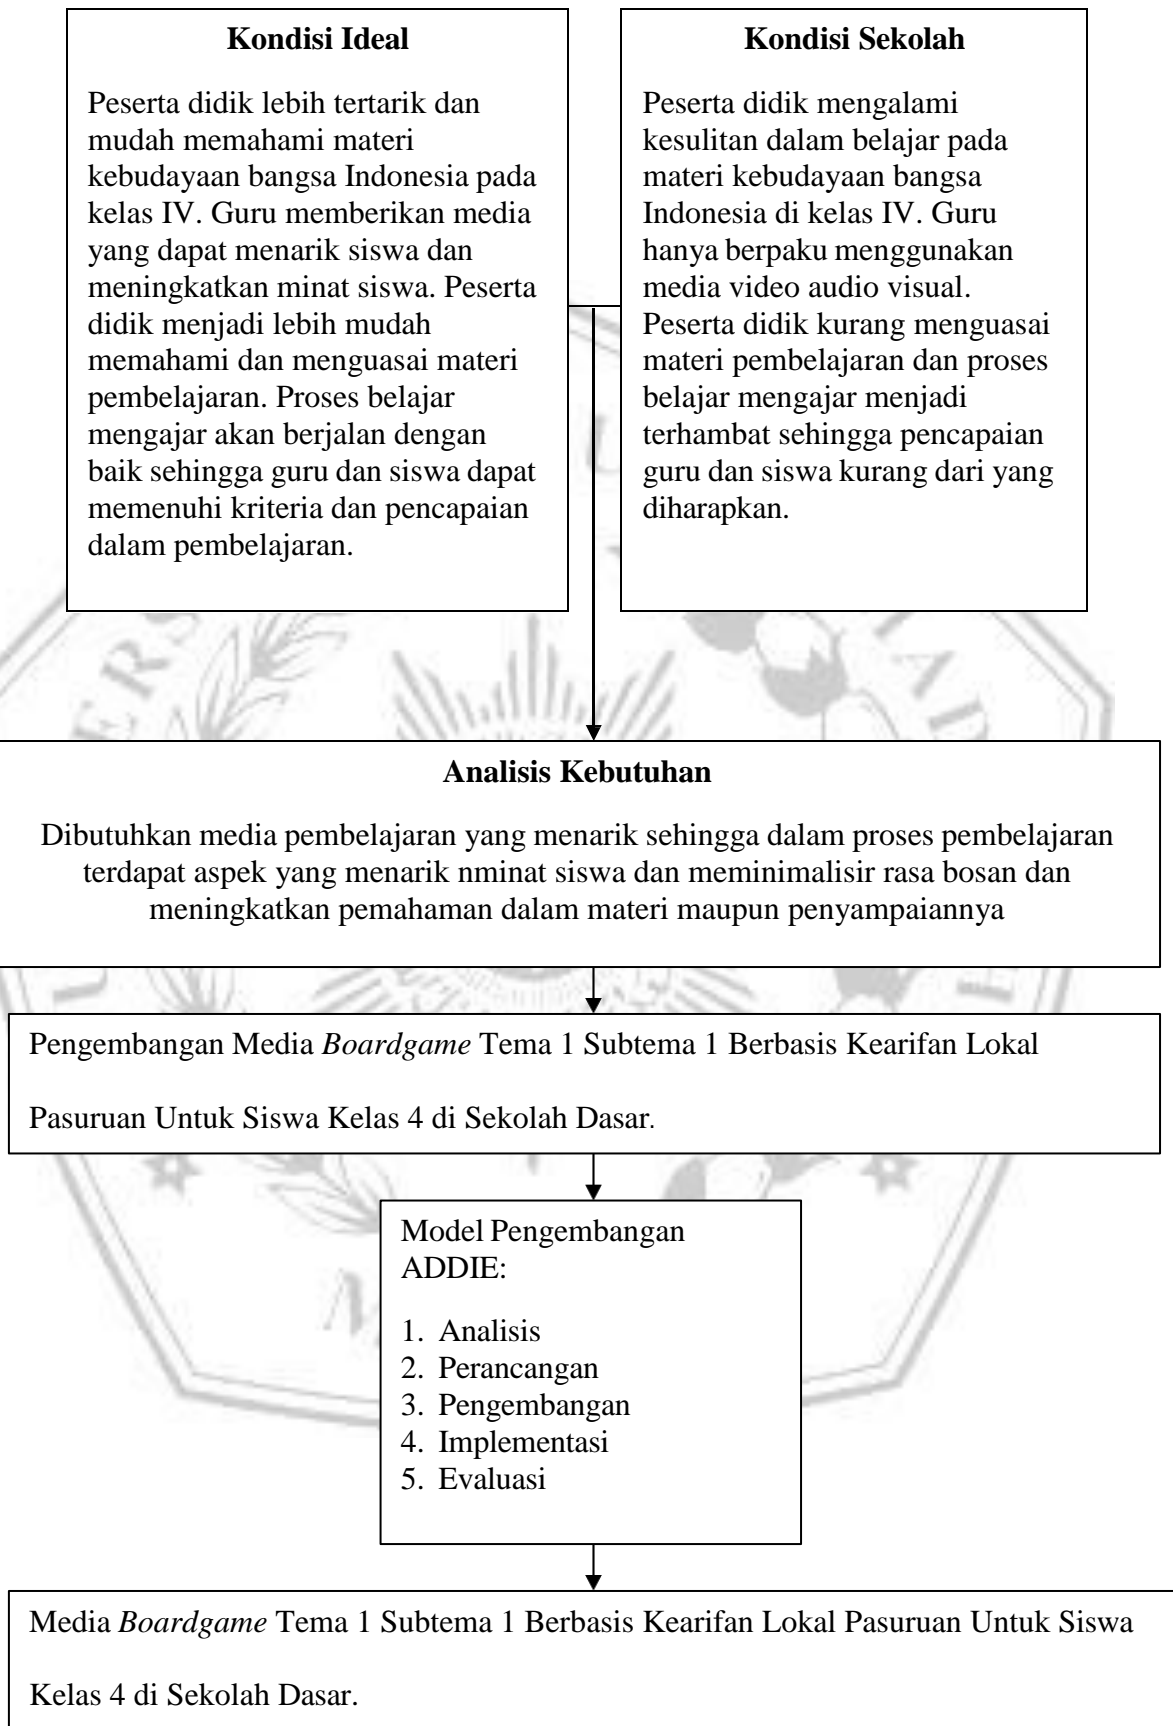 Kondisi Ideal
Peserta didik lebih tertarik dan
mudah memahami materi
kebudayaan bangsa Indonesia pada
kelas IV. Guru memberikan media
yang dapat menarik siswa dan
meningkatkan minat siswa. Peserta
didik menjadi lebih mudah
memahami dan menguasai materi
pembelajaran. Proses belajar
mengajar akan berjalan dengan
baik sehingga guru dan siswa dapat
memenuhi kriteria dan pencapaian
dalam pembelajaran.
Kondisi Sekolah
Peserta didik mengalami
kesulitan dalam belajar pada
materi kebudayaan bangsa
Indonesia di kelas IV. Guru
hanya berpaku menggunakan
media video audio visual.
Peserta didik kurang menguasai
materi pembelajaran dan proses
belajar mengajar menjadi
terhambat sehingga pencapaian
guru dan siswa kurang dari yang
diharapkan.
Analisis Kebutuhan
Dibutuhkan media pembelajaran yang menarik sehingga dalam proses pembelajaran
terdapat aspek yang menarik nminat siswa dan meminimalisir rasa bosan dan
meningkatkan pemahaman dalam materi maupun penyampaiannya
Pengembangan Media Boardgame Tema 1 Subtema 1 Berbasis Kearifan Lokal
Pasuruan Untuk Siswa Kelas 4 di Sekolah Dasar.
Model Pengembangan
ADDIE:
1. Analisis
2. Perancangan
3. Pengembangan
4. Implementasi
5. Evaluasi
Media Boardgame Tema 1 Subtema 1 Berbasis Kearifan Lokal Pasuruan Untuk Siswa
Kelas 4 di Sekolah Dasar.